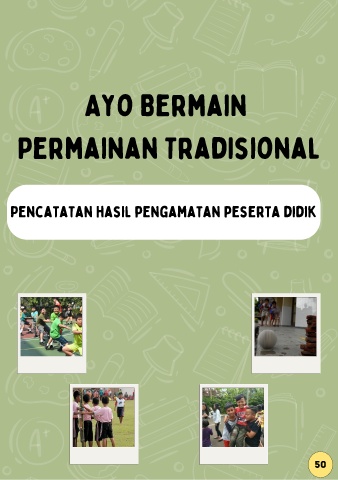 AYO BERMAIN
PERMAINAN TRADISIONAL
PENCATATAN HASIL PENGAMATAN PESERTA DIDIK
50